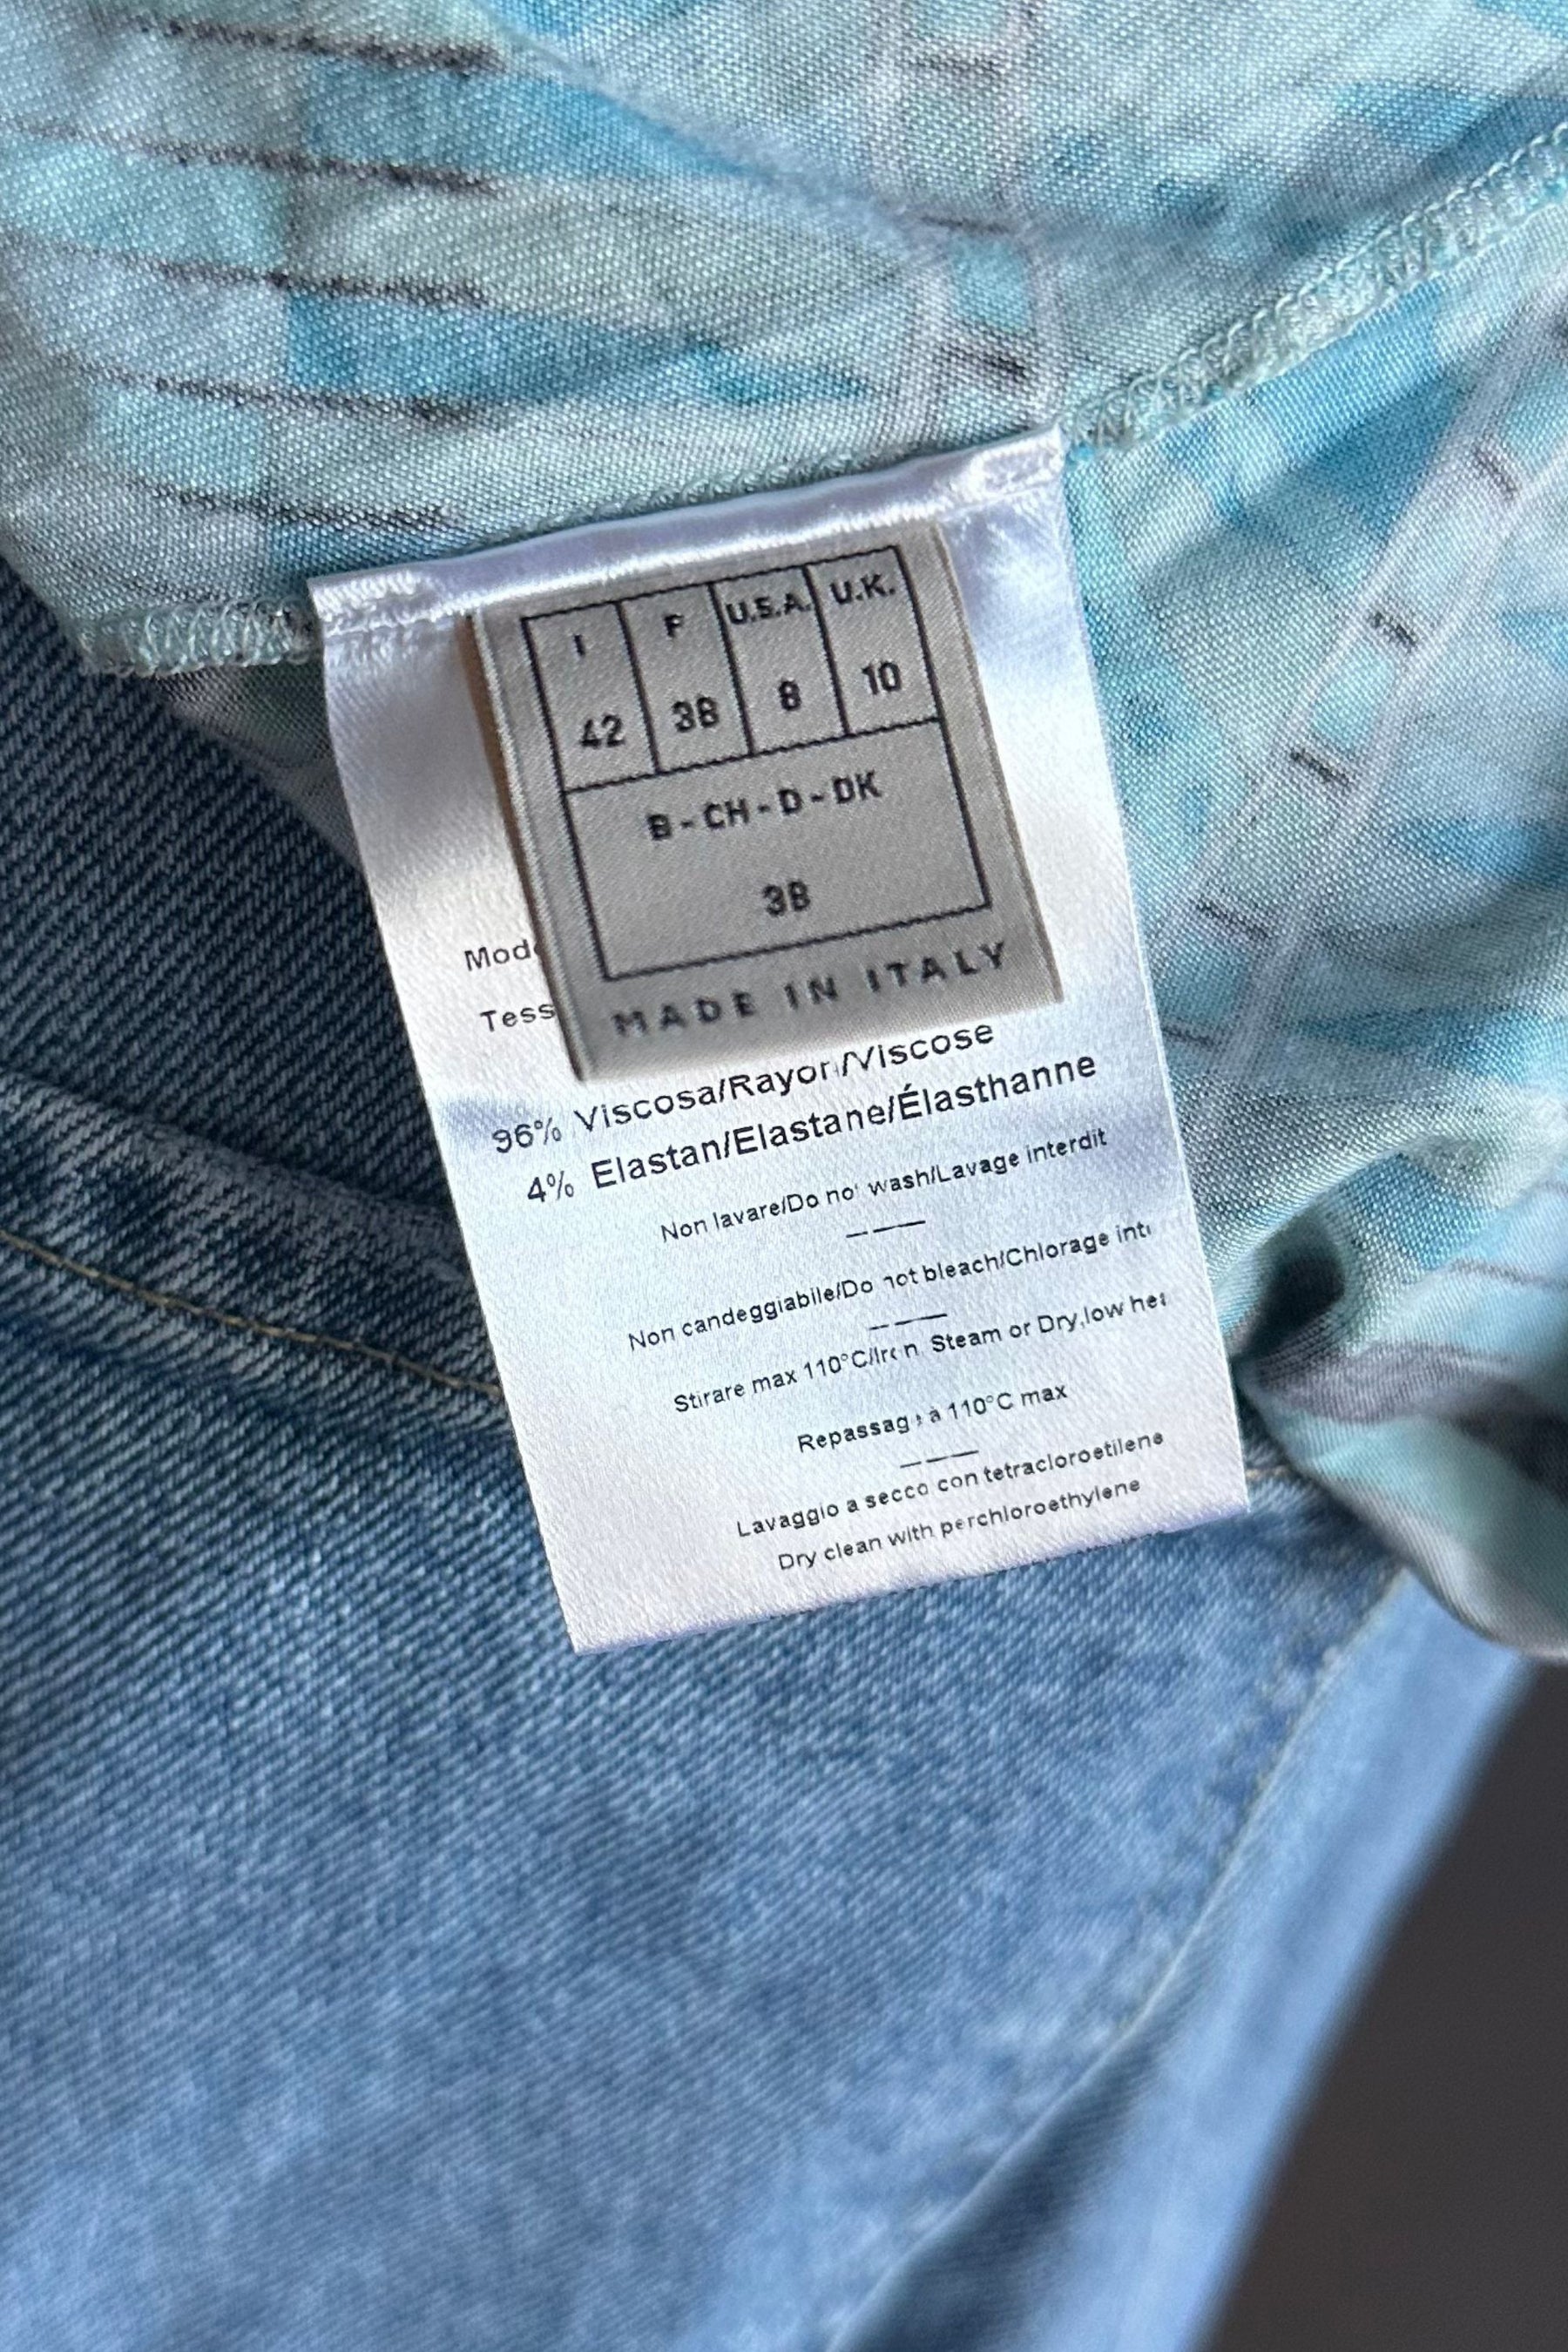 I F U.S.A. U.K.
42 38 8 10
B - CH - D - DK
38
MADE IN ITALY
96% Viscosa/Rayon/Viscose
4% Elastan/Elastane/Élasthanne
Non lavare/Do not wash/Lavage interdit
Non candeggiabile/Do not bleach/Chlorage
Stirare max 110°C/Iron Steam or Dry,low
Repassage à 110°C max
Lavaggio a secco con tetracloroetilene
Dry clean with perchloroethylene